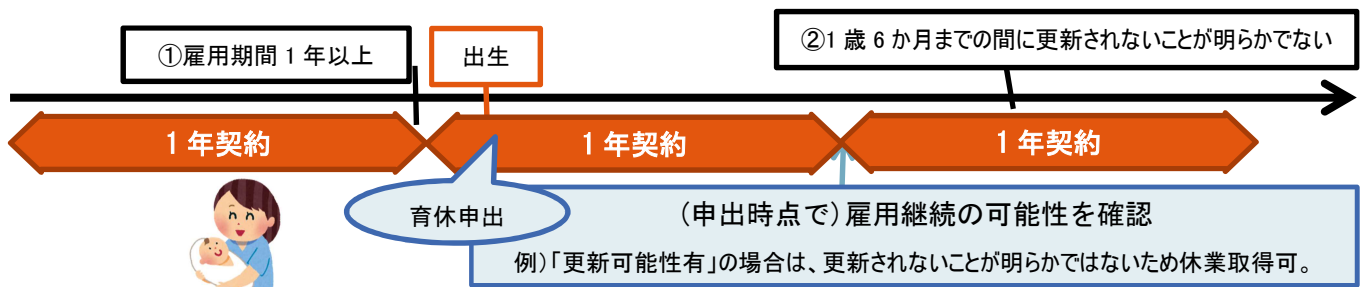 ①雇用期間１年以上
出生
②1 歳 6 か月までの間に更新されないことが明らかでない
１年契約
１年契約
１年契約
育休申出
（申出時点で）雇用継続の可能性を確認
例）「更新可能性有」の場合は、更新されないことが明らかではないため休業取得可。